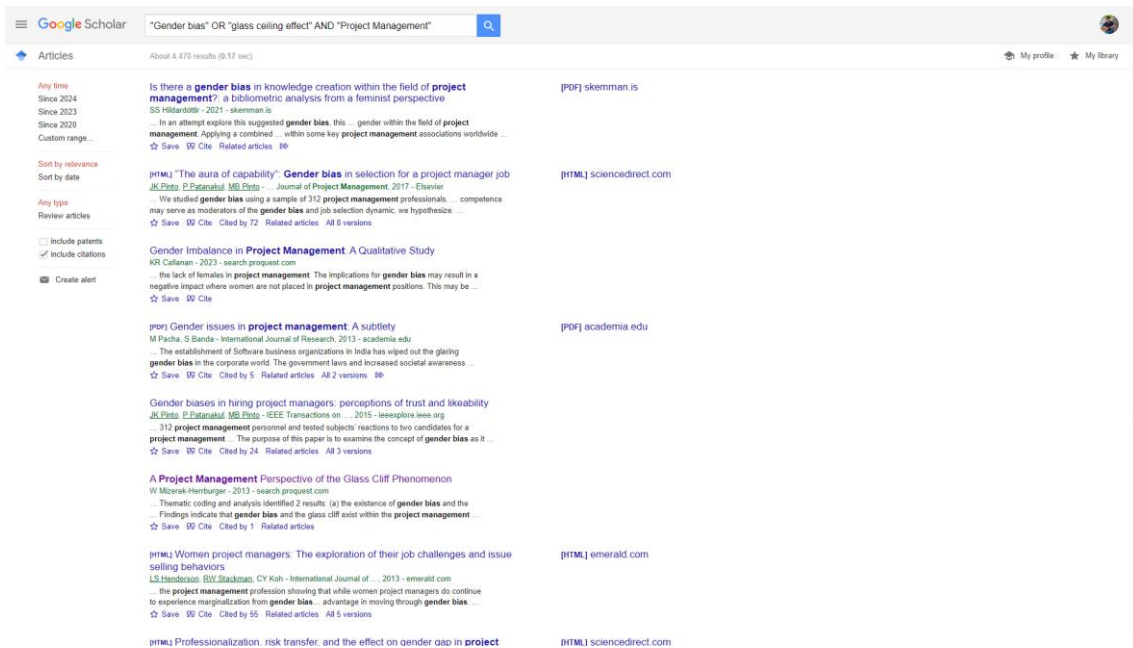 Google Scholar
"Gender bias" OR "glass ceiling effect" AND "Project Management"
Articles
About 4,470 results (0.17 sec)
My profile
My library
Any time
Since 2024
Since 2023
Since 2020
Custom range...
Sort by relevance
Sort by date
Any type
Review articles
include patents
include citations
Create alert
Is there a gender bias in knowledge creation within the field of project
management?: a bibliometric analysis from a feminist perspective
SS Hildardóttir - 2021 - skemman.is
... In an attempt explore this suggested gender bias, this ... gender within the field of project
management. Applying a combined ... within some key project management associations worldwide ...
Save Cite Related articles
[PDF] skemman.is
[HTML] "The aura of capability": Gender bias in selection for a project manager job
JK Pinto, P Patanakul, MB Pinto - ... Journal of Project Management, 2017 - Elsevier
... We studied gender bias using a sample of 312 project management professionals. ... competence
may serve as moderators of the gender bias and job selection dynamic, we hypothesize: ...
Save Cite Cited by 72 Related articles All 8 versions
[HTML] sciencedirect.com
Gender Imbalance in Project Management: A Qualitative Study
KR Callanan - 2023 - search.proquest.com
... the lack of females in project management. The implications for gender bias may result in a
negative impact where women are not placed in project management positions. This may be ...
Save Cite
[PDF] Gender issues in project management: A subtlety
M Pacha, S Banda - International Journal of Research, 2013 - academia.edu
... The establishment of Software business organizations in India has wiped out the glaring
gender bias in the corporate world. The government laws and increased societal awareness ...
Save Cite Cited by 5 Related articles All 2 versions
[PDF] academia.edu
Gender biases in hiring project managers: perceptions of trust and likeability
JK Pinto, P Patanakul, MB Pinto - IEEE Transactions on ..., 2015 - ieeexplore.ieee.org
... 312 project management personnel and tested subjects' reactions to two candidates for a
project management ... The purpose of this paper is to examine the concept of gender bias as it ...
Save Cite Cited by 24 Related articles All 3 versions
A Project Management Perspective of the Glass Cliff Phenomenon
W Mizerek-Herrburger - 2013 - search.proquest.com
... Thematic coding and analysis identified 2 results: (a) the existence of gender bias and the
... Findings indicate that gender bias and the glass cliff exist within the project management ...
Save Cite Cited by 1 Related articles
[HTML] Women project managers: The exploration of their job challenges and issue
selling behaviors
LS Henderson, RW Stackman, CY Koh - International Journal of ..., 2013 - emerald.com
... the project management profession showing that while women project managers do continue
to experience marginalization from gender bias... advantage in moving through gender bias. ...
Save Cite Cited by 55 Related articles All 5 versions
[HTML] emerald.com
[HTML] Professionalization, risk transfer, and the effect on gender gap in project
[HTML] sciencedirect.com